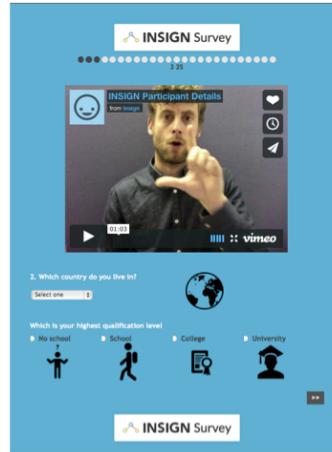 INSIGN Survey
3 25
INSIGN Participant Details
from Insign
01:03
vimeo
2. Which country do you live in?
Select one
Which is your highest qualification level
No school
School
College
University
?
>>
INSIGN Survey